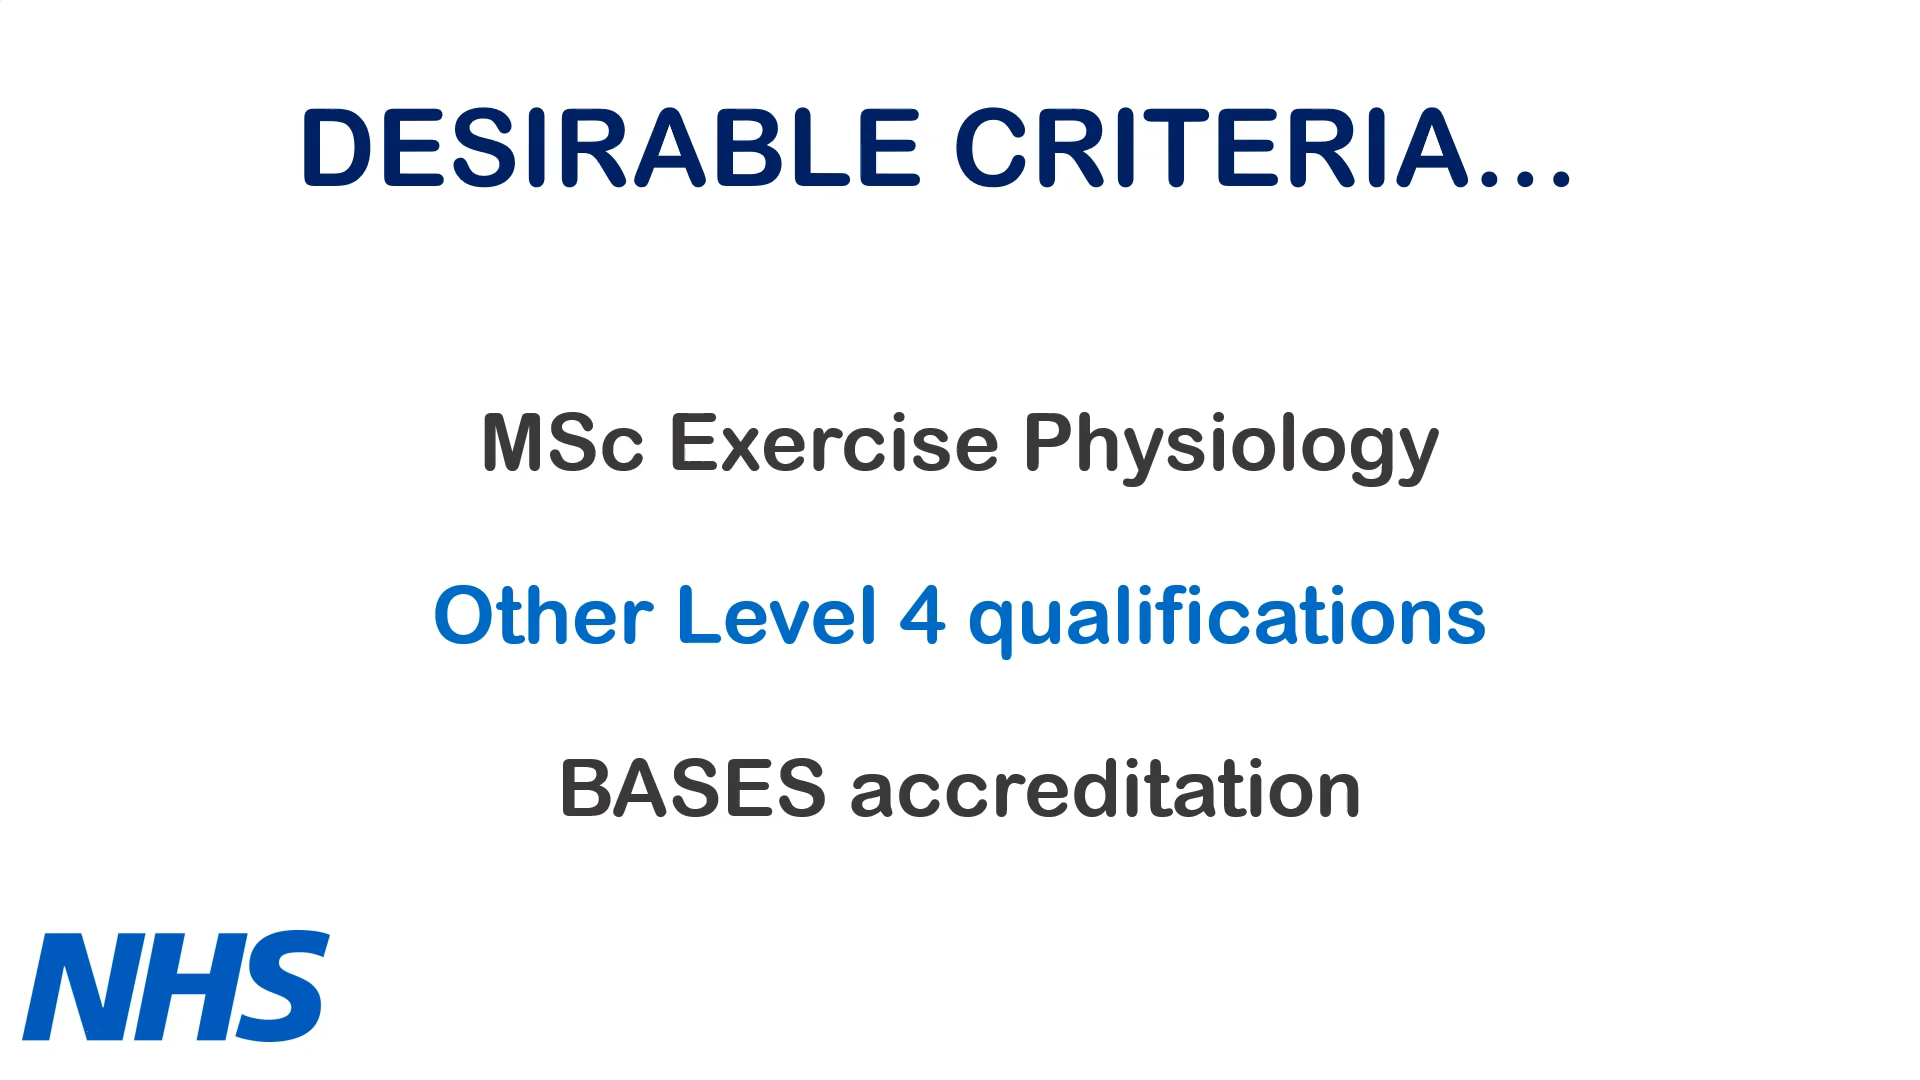 DESIRABLE CRITERIA...
MSc Exercise Physiology
Other Level 4 qualifications
BASES accreditation
NHS